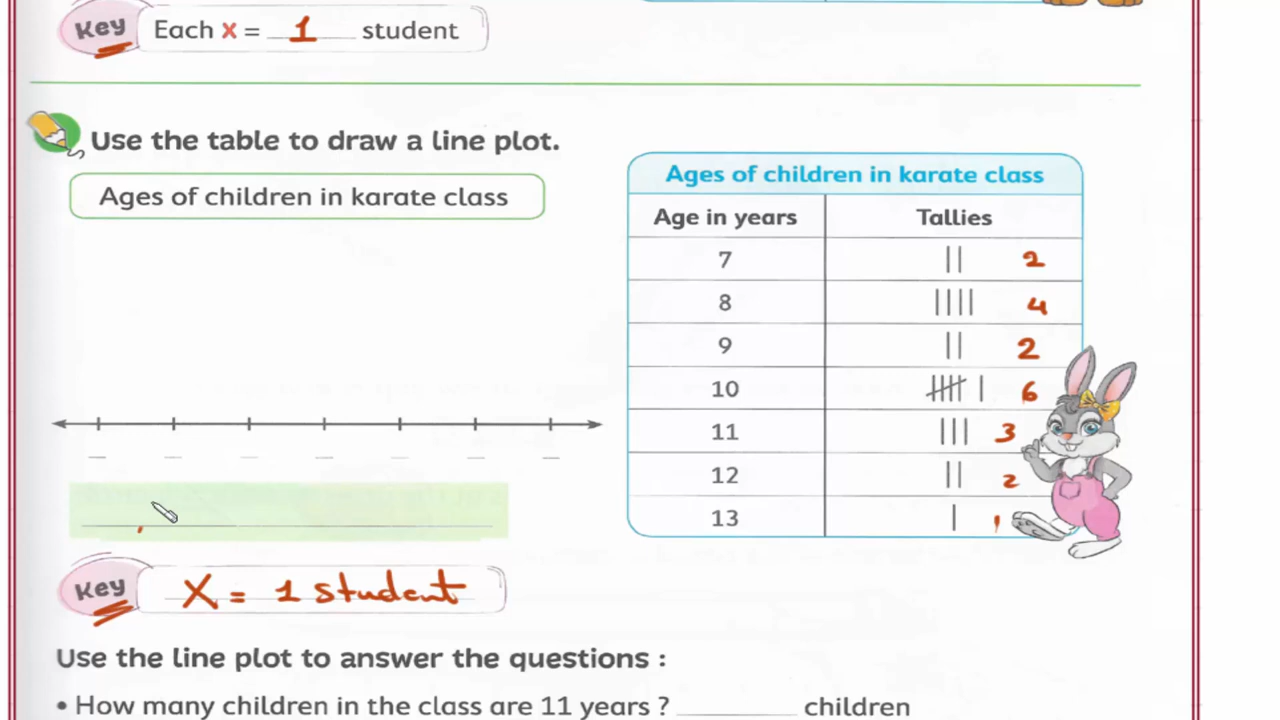 Key Each x = 1 student
Use the table to draw a line plot.
Ages of children in karate class
Ages of children in karate class
Age in years Tallies
7 2
8 4
9 2
10 6
11 3
12 2
13 1
Key X = 1 student
Use the line plot to answer the questions :
• How many children in the class are 11 years ? ________ children